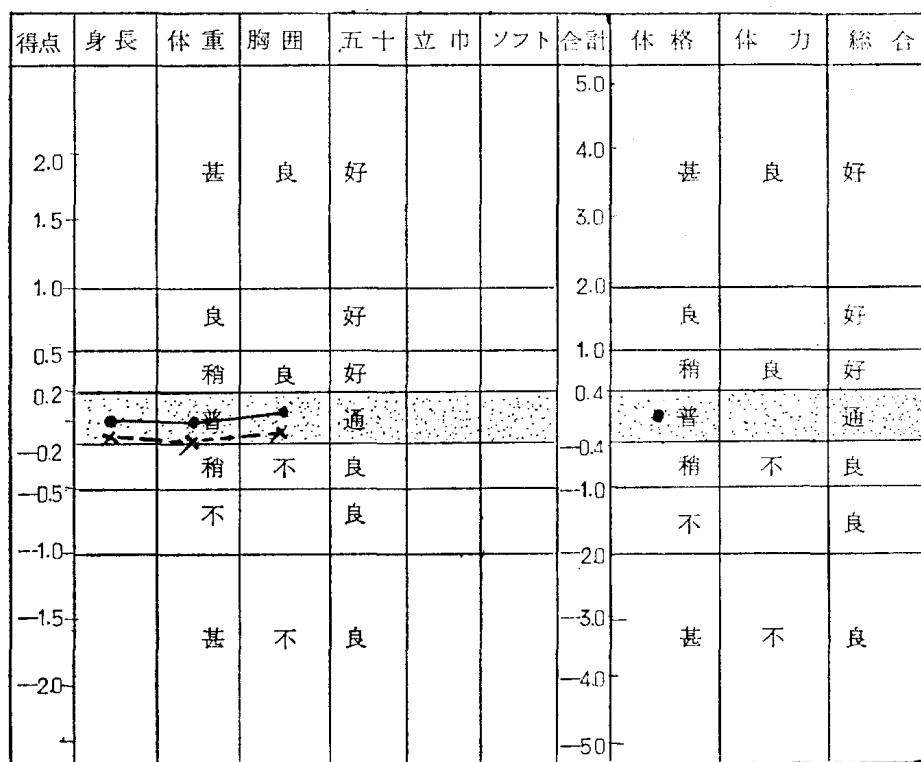 得点 身長 体重 胸囲 五十 立巾 ソフト 合計 体格 体力 総合
5.0
2.0 甚良好 4.0 甚良好
1.5 3.0
1.0 2.0
良好 良好
0.5 1.0
稍良好 稍良好
0.2 0.4
普通 普通
−0.2 −0.4
稍不良 稍不良
−0.5 −1.0
不良 不良
−1.0 −2.0
−1.5 −3.0
甚不良 甚不良
−2.0 −4.0
−5.0